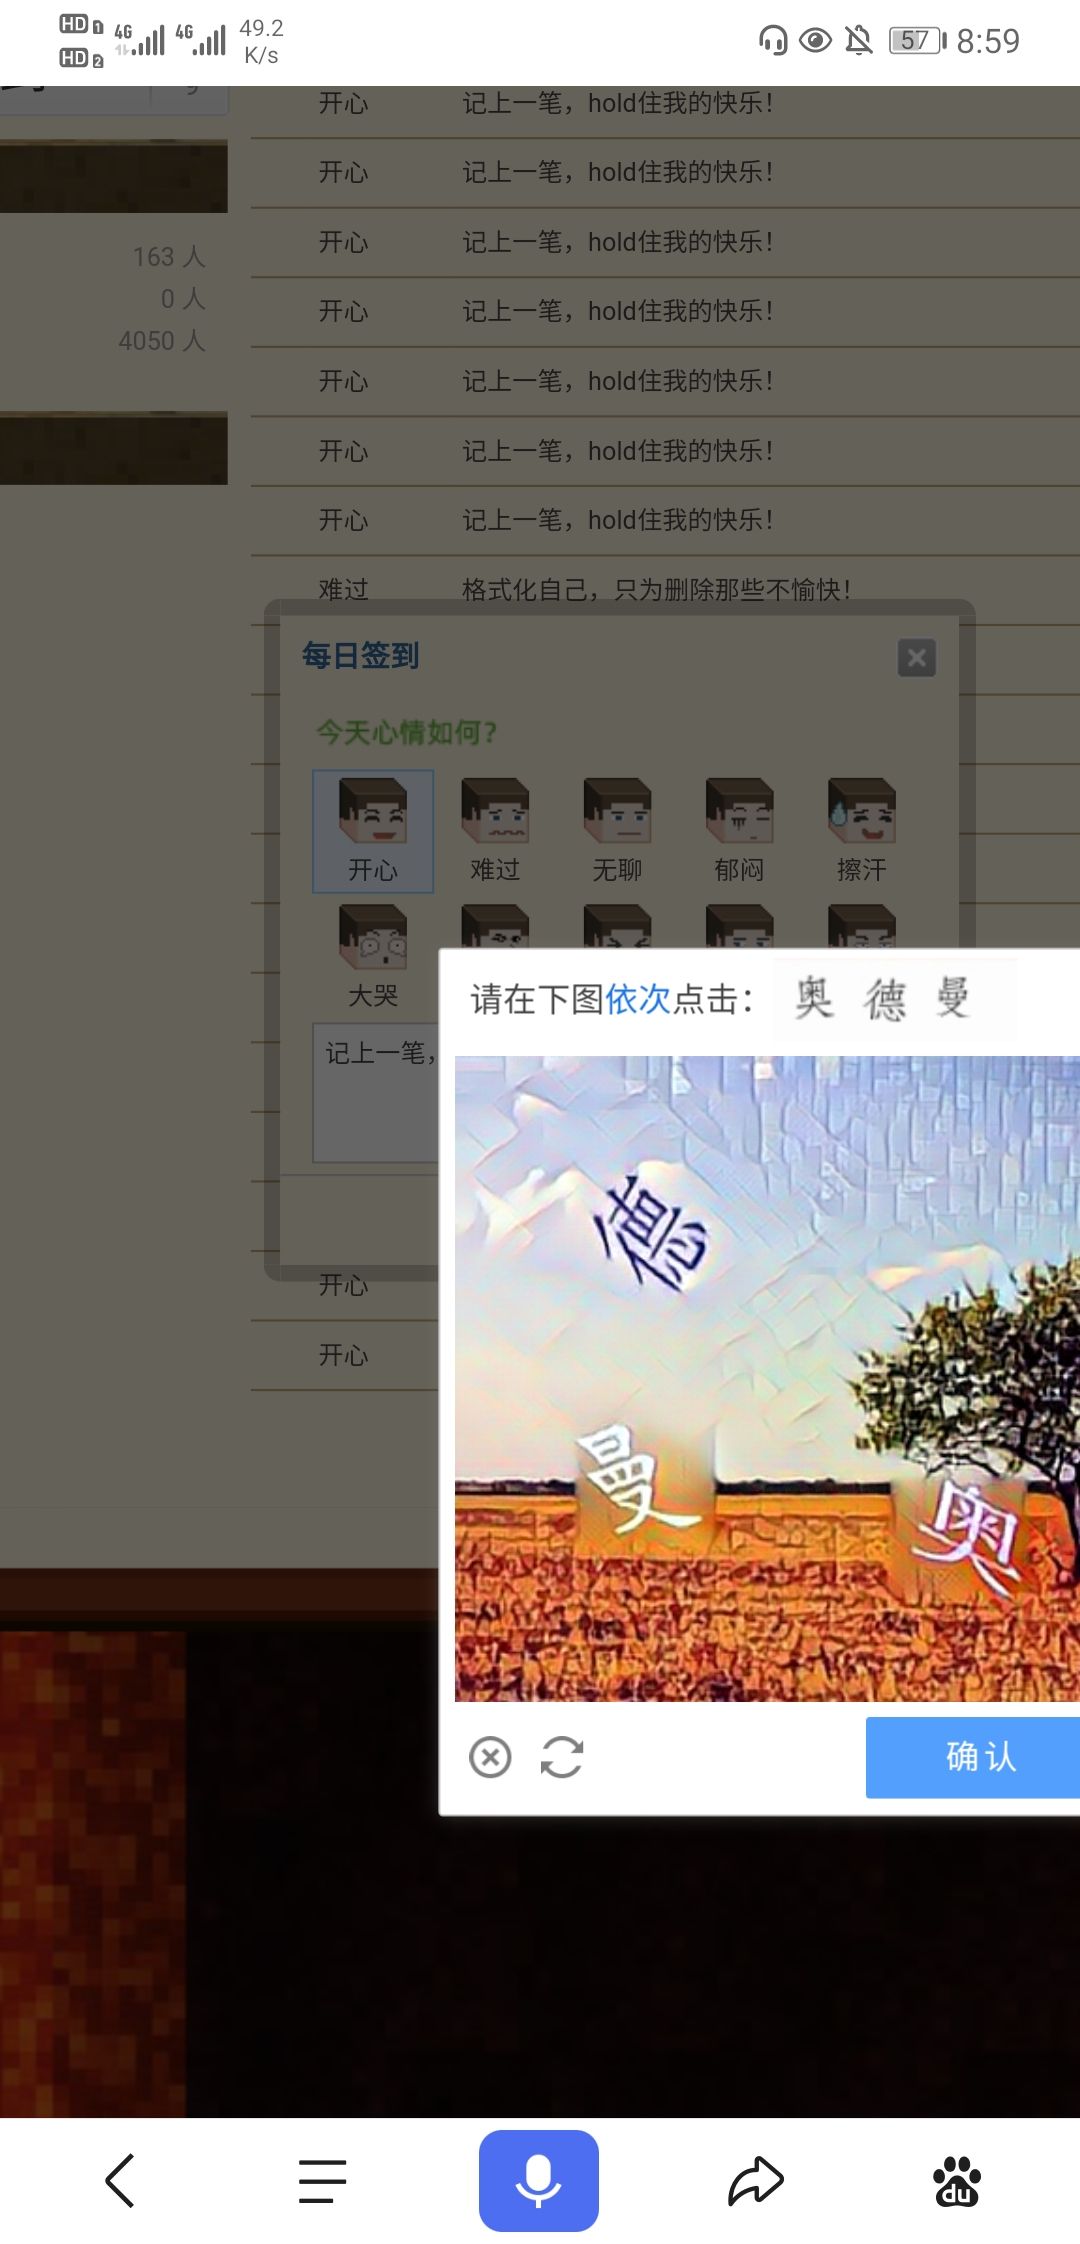 HD 1 4G 4G 49.2 K/s 57 8:59
HD 2
开心 记上一笔，hold住我的快乐！
开心 记上一笔，hold住我的快乐！
163 人
开心 记上一笔，hold住我的快乐！
0 人
4050 人
开心 记上一笔，hold住我的快乐！
开心 记上一笔，hold住我的快乐！
开心 记上一笔，hold住我的快乐！
开心 记上一笔，hold住我的快乐！
难过 格式化自己，只为删除那些不愉快！
每日签到
今天心情如何？
开心 难过 无聊 郁闷 擦汗
大哭
记上一笔，
请在下图依次点击： 奥 德 曼
德
曼
奥
确认
开心
开心
du